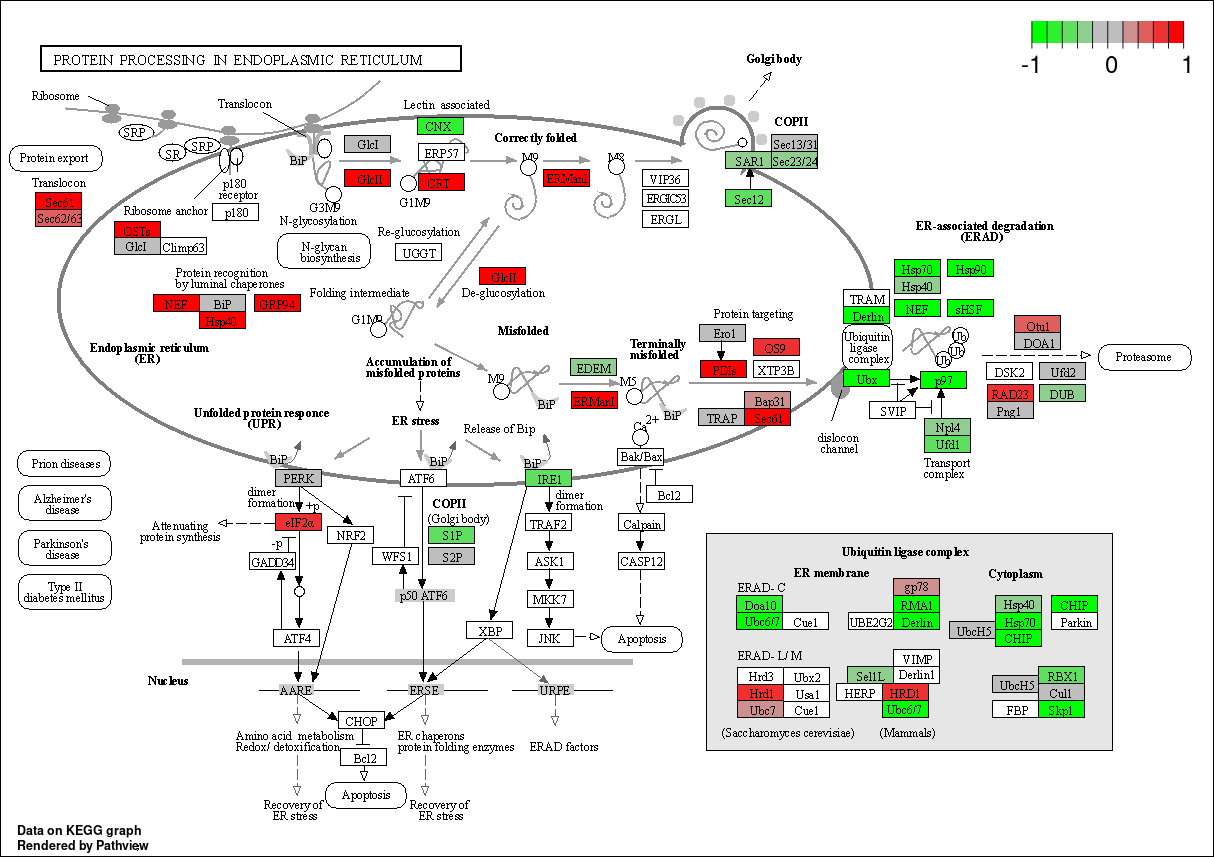 -1
0
1
PROTEIN PROCESSING IN ENDOPLASMIC RETICULUM
Golgi body
Ribosome
Translocon
Lectin associated
SRP
SR
SRP
BiP
GlcI
CNX
ERP57
Correctly folded
COPII
Sec13/31
SAR1
Sec23/24
Sec12
Protein export
Translocon
Sec61
Sec62/63
p180
receptor
p180
Ribosome anchor
OSTs
GlcI
Climp63
G3M9
N-glycosylation
N-glycan
biosynthesis
GlcII
CRT
G1M9
M9
ERManI
M8
VIP36
ERGIC53
ERGL
Re-glucosylation
UGGT
ER-associated degradation
(ERAD)
Protein recognition
by luminal chaperones
NEF
BiP
GRP94
Hsp40
Folding intermediate
G1M9
GlcII
De-glucosylation
Hsp70
Hsp90
Hsp40
NEF
sHSF
TRAM
Derlin
Ubiquitin
ligase
complex
Ub
Ub
Ub
Otu1
DOA1
Proteasome
DSK2
Ufd2
RAD23
DUB
Png1
Endoplasmic reticulum
(ER)
Misfolded
Protein targeting
Ero1
OS9
PDIs
XTP3B
Terminally
misfolded
Accumulation of
misfolded proteins
M9
BiP
EDEM
ERManI
M5
BiP
Bap31
TRAP
Sec61
Ubx
p97
SVIP
Npl4
Ufd1
Transport
complex
dislocon
channel
Unfolded protein responce
(UPR)
ER stress
Release of Bip
Ca2+
Bak/Bax
Bcl2
Calpain
CASP12
Apoptosis
Prion diseases
Alzheimer's
disease
Parkinson's
disease
Type II
diabetes mellitus
BiP
PERK
BiP
ATF6
BiP
IRE1
dimer
formation
+p
eIF2α
Attenuating
protein synthesis
-p
GADD34
NRF2
ATF4
COPII
(Golgi body)
S1P
S2P
WFS1
p50 ATF6
dimer
formation
TRAF2
ASK1
MKK7
JNK
XBP
Nucleus
AARE
ERSE
URPE
CHOP
Bcl2
Apoptosis
Amino acid metabolism
Redox/ detoxification
ER chaperons
protein folding enzymes
ERAD factors
Recovery of
ER stress
Recovery of
ER stress
Ubiquitin ligase complex
ER membrane
Cytoplasm
ERAD- C
Doa10
Ubc6/7
Cue1
gp78
RMA1
UBE2G2
Derlin
Hsp40
Hsp70
UbcH5
CHIP
CHIP
Parkin
ERAD- L/ M
Hrd3
Ubx2
Hrd1
Usa1
Ubc7
Cue1
VIMP
Sel1L
Derlin1
HERP
HRD1
Ubc6/7
UbcH5
RBX1
Cul1
FBP
Skp1
(Saccharomyces cerevisiae)
(Mammals)
Data on KEGG graph
Rendered by Pathview